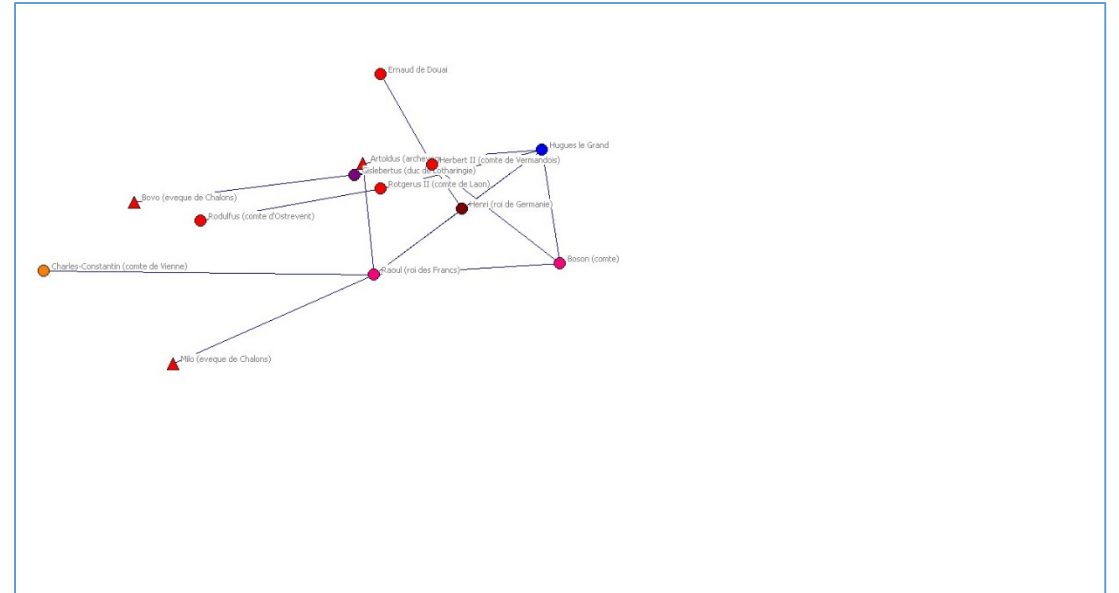 Ernaud de Douai
Hugues le Grand
Herbert II (comte de Vermandois)
Gislebertus (duc de Lotharingie)
Rotgerus II (comte de Laon)
Bovo (eveque de Chalons)
Henri (roi de Germanie)
Rodulfus (comte d'Ostrevent)
Boson (comte)
Charles-Constantin (comte de Vienne)
Raoul (roi des Francs)
Milo (eveque de Chalons)
Artoldus